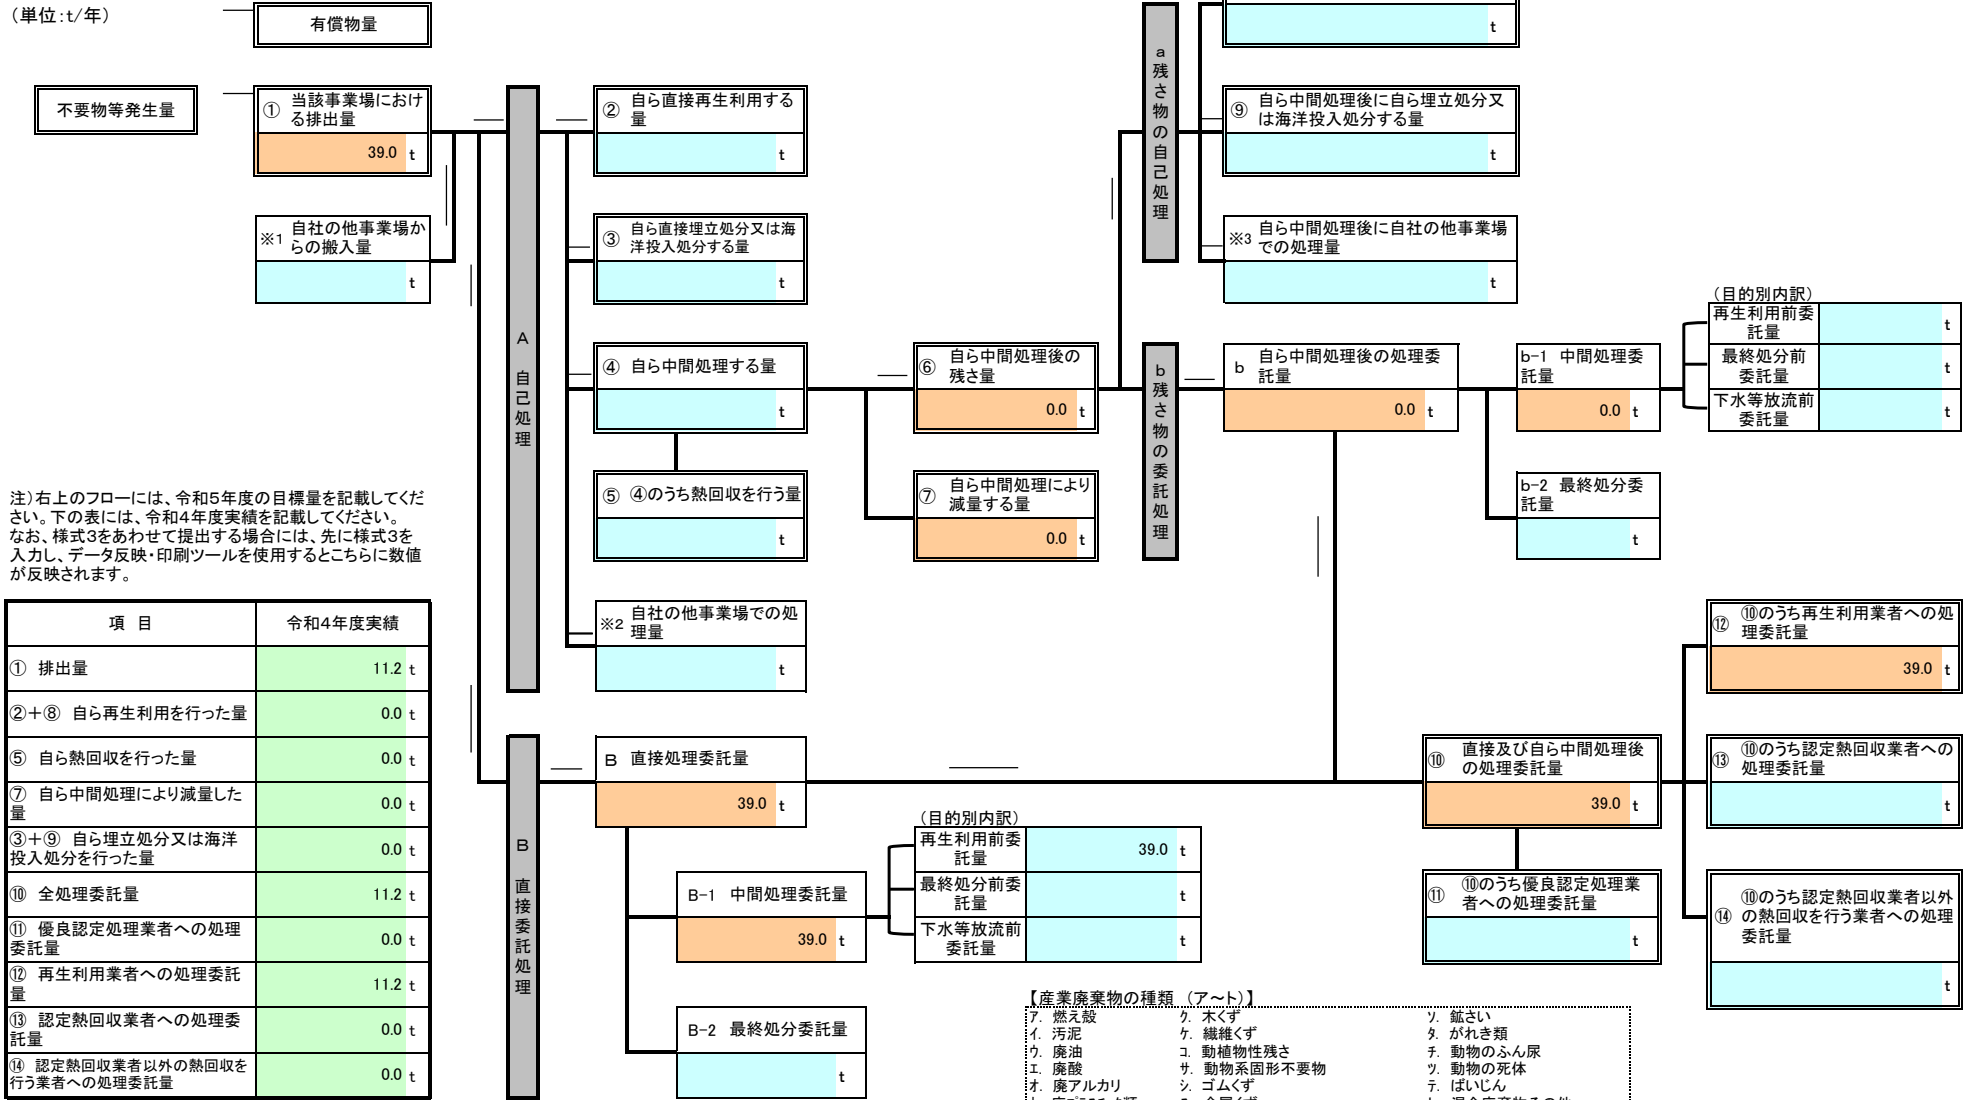 （単位：t/年）
有償物量
t
不要物等発生量
① 当該事業場におけ
る排出量
39.0 t
※1 自社の他事業場か
らの搬入量
t
A 自己処理
② 自ら直接再生利用する
量
t
③ 自ら直接埋立処分又は海
洋投入処分する量
t
④ 自ら中間処理する量
t
⑤ ④のうち熱回収を行う量
t
※2 自社の他事業場での処
理量
t
⑥ 自ら中間処理後の
残さ量
0.0 t
⑦ 自ら中間処理により
減量する量
0.0 t
a 残さ物の自己処理
⑨ 自ら中間処理後に自ら埋立処分又
は海洋投入処分する量
t
※3 自ら中間処理後に自社の他事業場
での処理量
t
b 残さ物の委託処理
b 自ら中間処理後の処理委
託量
0.0 t
b-1 中間処理委
託量
0.0 t
b-2 最終処分委
託量
t
（目的別内訳）
再生利用前委
託量
t
最終処分前
委託量
t
下水等放流前
委託量
t
注）右上のフローには、令和５年度の目標量を記載してくだ
さい。下の表には、令和４年度実績を記載してください。
なお、様式３をあわせて提出する場合には、先に様式３を
入力し、データ反映・印刷ツールを使用するとこちらに数値
が反映されます。
項 目 令和４年度実績
① 排出量 11.2 t
②＋⑧ 自ら再生利用を行った量 0.0 t
⑤ 自ら熱回収を行った量 0.0 t
⑦ 自ら中間処理により減量した
量 0.0 t
③＋⑨ 自ら埋立処分又は海洋
投入処分を行った量 0.0 t
⑩ 全処理委託量 11.2 t
⑪ 優良認定処理業者への処理
委託量 0.0 t
⑫ 再生利用業者への処理委託
量 11.2 t
⑬ 認定熱回収業者への処理委
託量 0.0 t
⑭ 認定熱回収業者以外の熱回収を
行う業者への処理委託量 0.0 t
B 直接委託処理
B 直接処理委託量
39.0 t
B-1 中間処理委託量
39.0 t
B-2 最終処分委託量
t
（目的別内訳）
再生利用前委
託量
39.0 t
最終処分前委
託量
t
下水等放流前
委託量
t
⑩ 直接及び自ら中間処理後
の処理委託量
39.0 t
⑪ ⑩のうち優良認定処理業
者への処理委託量
t
⑫ ⑩のうち再生利用業者への処
理委託量
39.0 t
⑬ ⑩のうち認定熱回収業者への
処理委託量
t
⑭ ⑩のうち認定熱回収業者以外
の熱回収を行う業者への処理
委託量
t
【産業廃棄物の種類 （ア～ト）】
ア. 燃え殻 ク. 木くず ソ. 鉱さい
イ. 汚泥 ケ. 繊維くず タ. がれき類
ウ. 廃油 コ. 動植物性残さ チ. 動物のふん尿
エ. 廃酸 サ. 動物系固形不要物 ツ. 動物の死体
オ. 廃アルカリ シ. ゴムくず テ. ばいじん